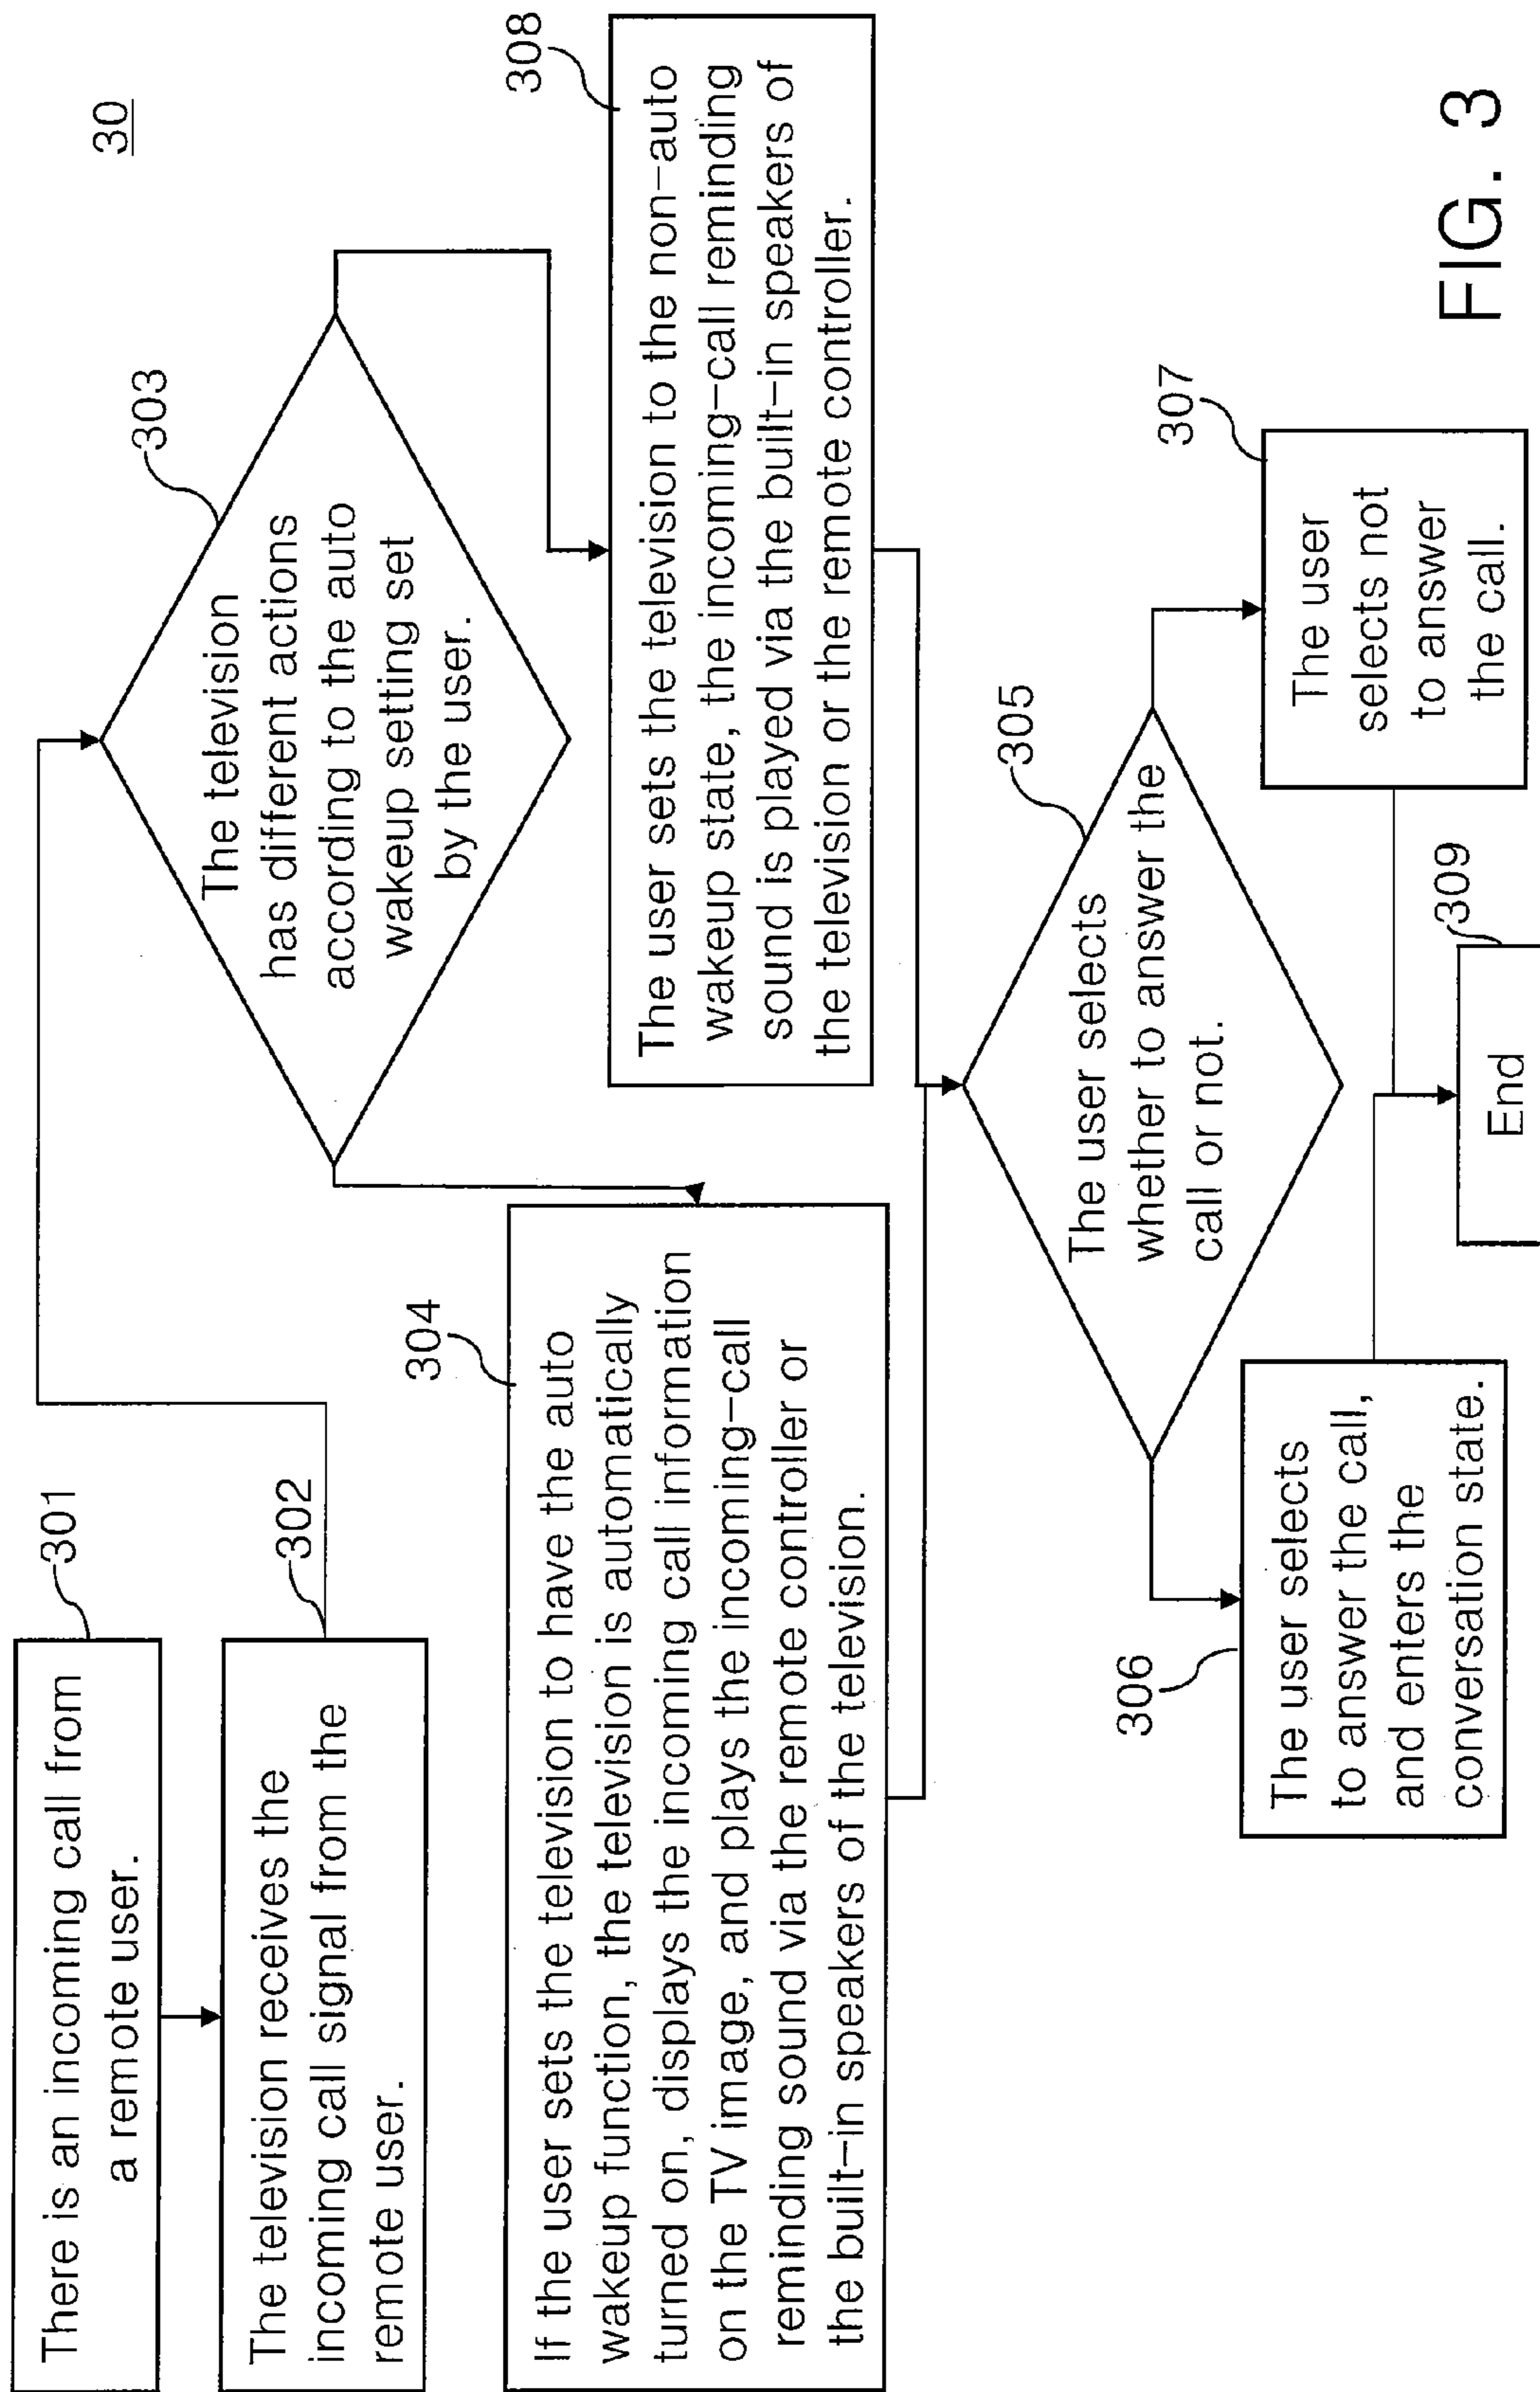 30
301
There is an incoming call from
a remote user.
302
The television receives the
incoming call signal from the
remote user.
303
The television
has different actions
according to the auto
wakeup setting set
by the user.
304
If the user sets the television to have the auto
wakeup function, the television is automatically
turned on, displays the incoming call information
on the TV image, and plays the incoming-call
reminding sound via the remote controller or
the built-in speakers of the television.
308
The user sets the television to the non-auto
wakeup state, the incoming-call reminding
sound is played via the built-in speakers of
the television or the remote controller.
305
The user selects
whether to answer the
call or not.
306
The user selects
to answer the call,
and enters the
conversation state.
307
The user
selects not
to answer
the call.
309
End
FIG. 3